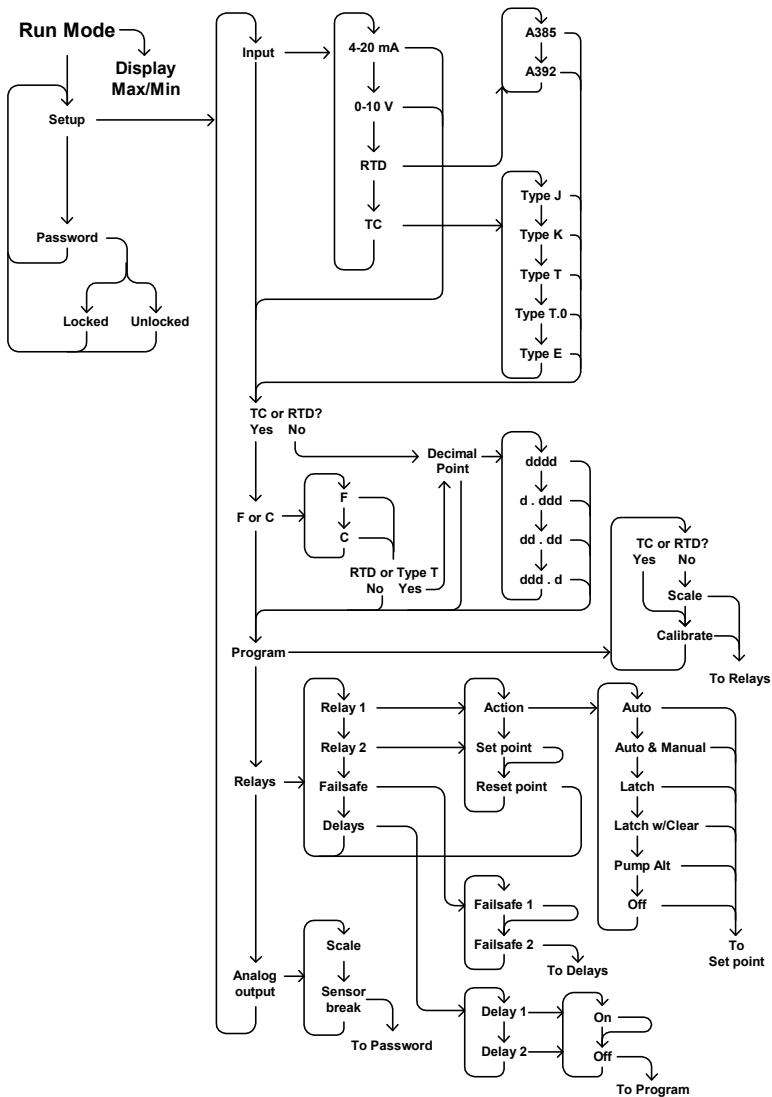 Run Mode
Display
Max/Min
Setup
Password
Locked
Unlocked
Input
4-20 mA
0-10 V
RTD
TC
A385
A392
Type J
Type K
Type T
Type T.0
Type E
TC or RTD?
Yes No
F or C
F
C
RTD or Type T
No Yes
Decimal
Point
dddd
d . ddd
dd . dd
ddd . d
Program
TC or RTD?
Yes No
Scale
Calibrate
To Relays
Relays
Relay 1
Relay 2
Failsafe
Delays
Action
Set point
Reset point
Auto
Auto & Manual
Latch
Latch w/Clear
Pump Alt
Off
To
Set point
Failsafe 1
Failsafe 2
To Delays
Analog
output
Scale
Sensor
break
To Password
Delay 1
Delay 2
On
Off
To Program